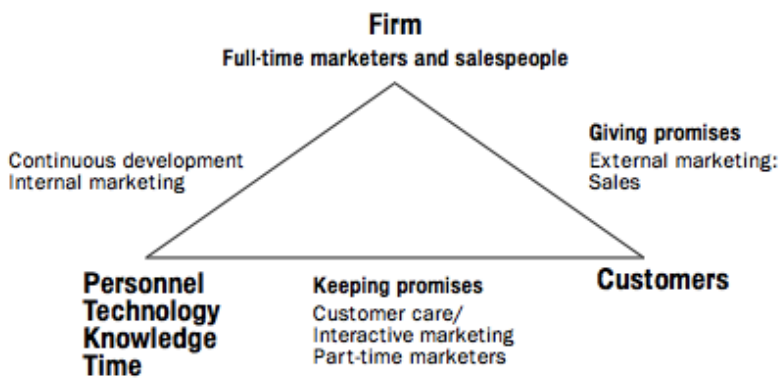 Firm
Full-time marketers and salespeople
Continuous development
Internal marketing
Giving promises
External marketing:
Sales
Personnel
Technology
Knowledge
Time
Keeping promises
Customer care/
Interactive marketing
Part-time marketers
Customers